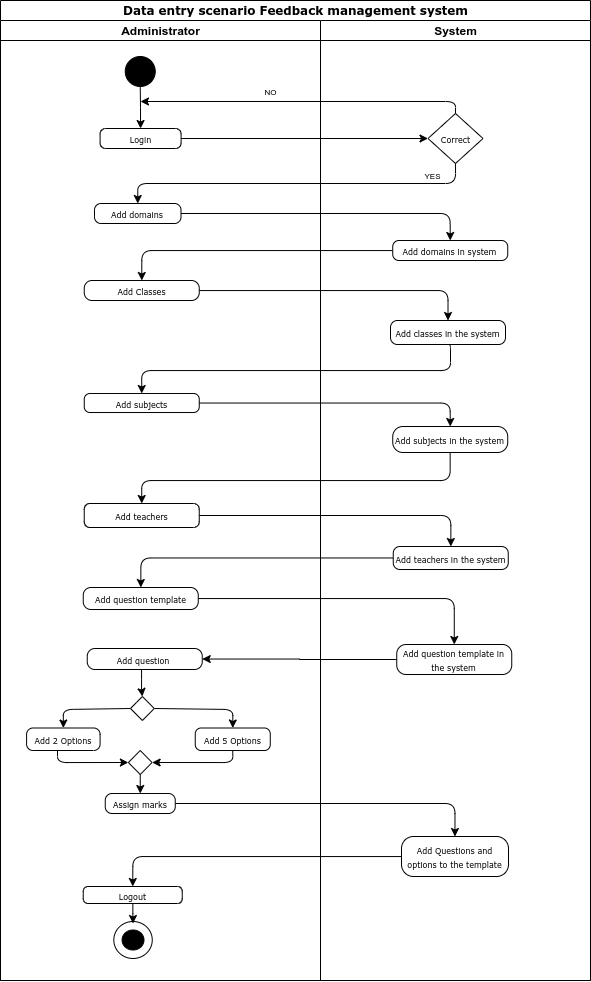 Data entry scenario Feedback management system
Administrator
System
NO
Login
Correct
YES
Add domains
Add domains in system
Add Classes
Add classes in the system
Add subjects
Add subjects in the system
Add teachers
Add teachers in the system
Add question template
Add question template in
the system
Add question
Add 2 Options
Add 5 Options
Assign marks
Add Questions and
options to the template
Logout